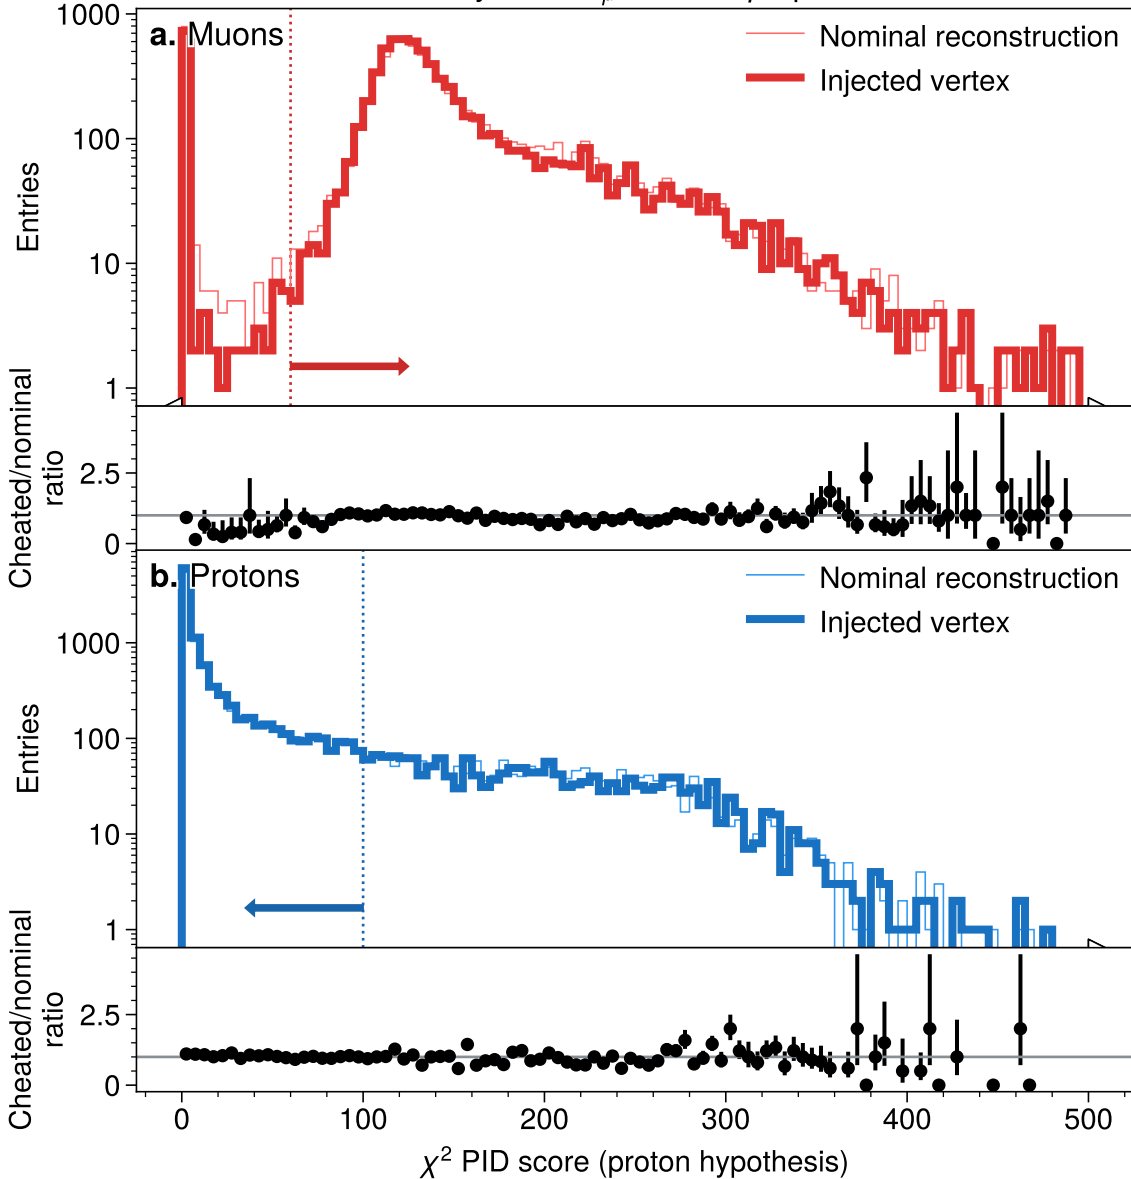 1000
a. Muons
Nominal reconstruction
Injected vertex
100
10
1
Entries
2.5
0
Cheated/nominal
ratio
b. Protons
Nominal reconstruction
Injected vertex
1000
100
10
1
Entries
2.5
0
Cheated/nominal
ratio
0 100 200 300 400 500
χ² PID score (proton hypothesis)